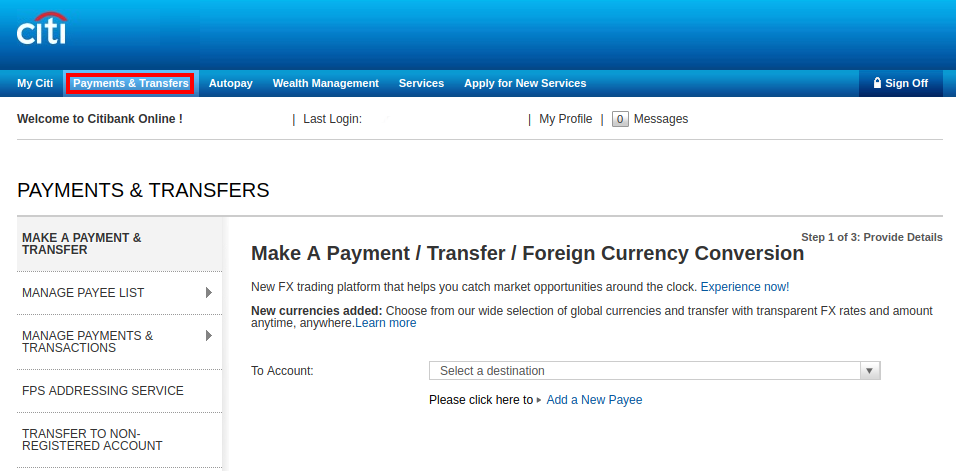 citi
My Citi Payments & Transfers Autopay Wealth Management Services Apply for New Services Sign Off
Welcome to Citibank Online ! | Last Login: | My Profile | 0 Messages
PAYMENTS & TRANSFERS
MAKE A PAYMENT &
TRANSFER
MANAGE PAYEE LIST
MANAGE PAYMENTS &
TRANSACTIONS
FPS ADDRESSING SERVICE
TRANSFER TO NON-
REGISTERED ACCOUNT
Step 1 of 3: Provide Details
Make A Payment / Transfer / Foreign Currency Conversion
New FX trading platform that helps you catch market opportunities around the clock. Experience now!
New currencies added: Choose from our wide selection of global currencies and transfer with transparent FX rates and amount
anytime, anywhere.Learn more
To Account: Select a destination
Please click here to Add a New Payee